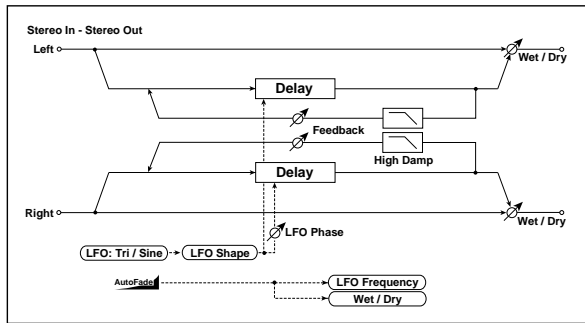 Stereo In - Stereo Out
Left
Wet / Dry
Delay
Feedback
High Damp
Delay
Right
Wet / Dry
LFO Phase
LFO: Tri / Sine
LFO Shape
AutoFade
LFO Frequency
Wet / Dry